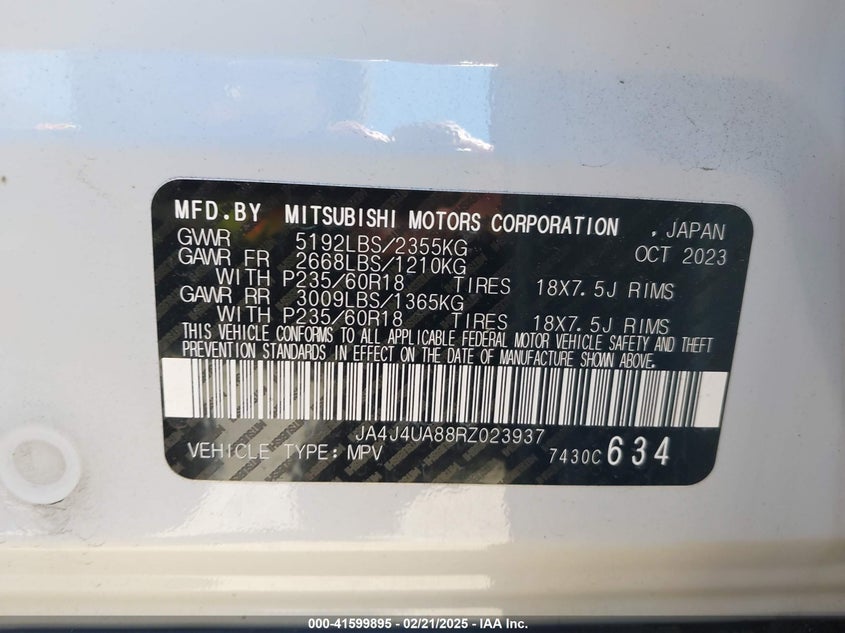 MFD.BY MITSUBISHI MOTORS CORPORATION , JAPAN
GVWR 5192LBS/2355KG OCT 2023
GAWR FR 2668LBS/1210KG
WITH P235/60R18 TIRES 18X7.5J RIMS
GAWR RR 3009LBS/1365KG
WITH P235/60R18 TIRES 18X7.5J RIMS
THIS VEHICLE CONFORMS TO ALL APPLICABLE FEDERAL MOTOR VEHICLE SAFETY AND THEFT
PREVENTION STANDARDS IN EFFECT ON THE DATE OF MANUFACTURE SHOWN ABOVE.
JA4J4UA88RZ023937
VEHICLE TYPE: MPV 7430C 634
000-41599895 - 02/21/2025 - IAA Inc.